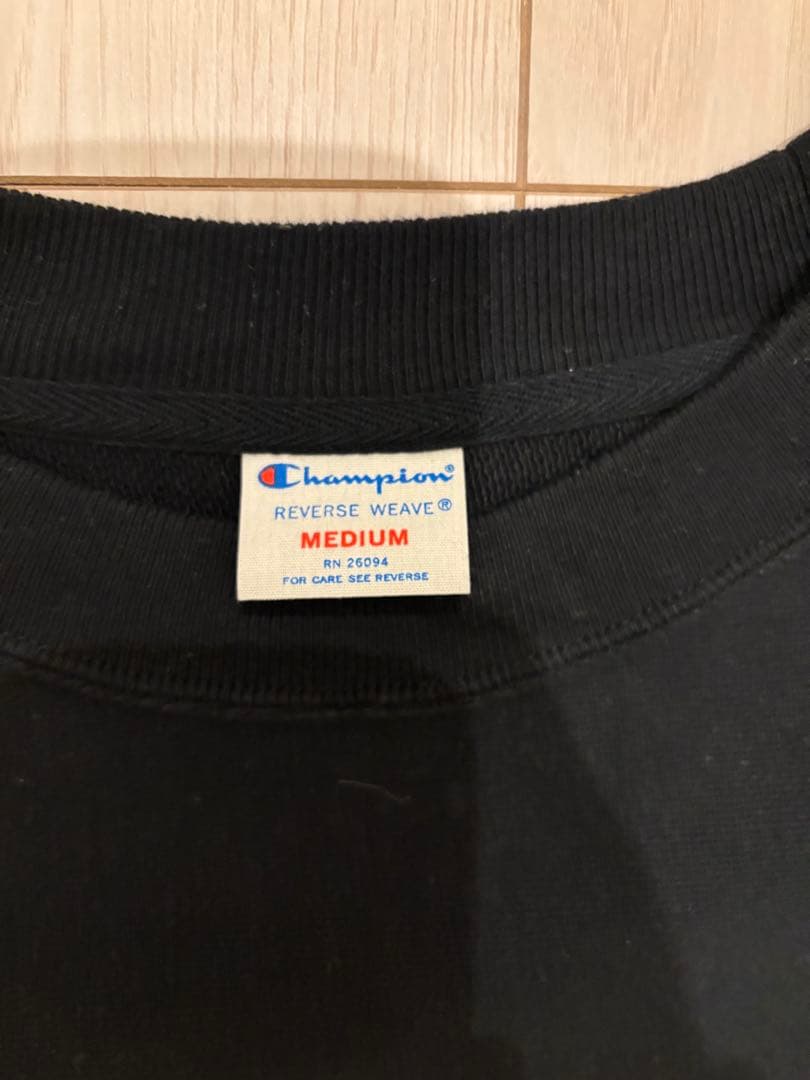 Champion®
REVERSE WEAVE®
MEDIUM
RN 26094
FOR CARE SEE REVERSE